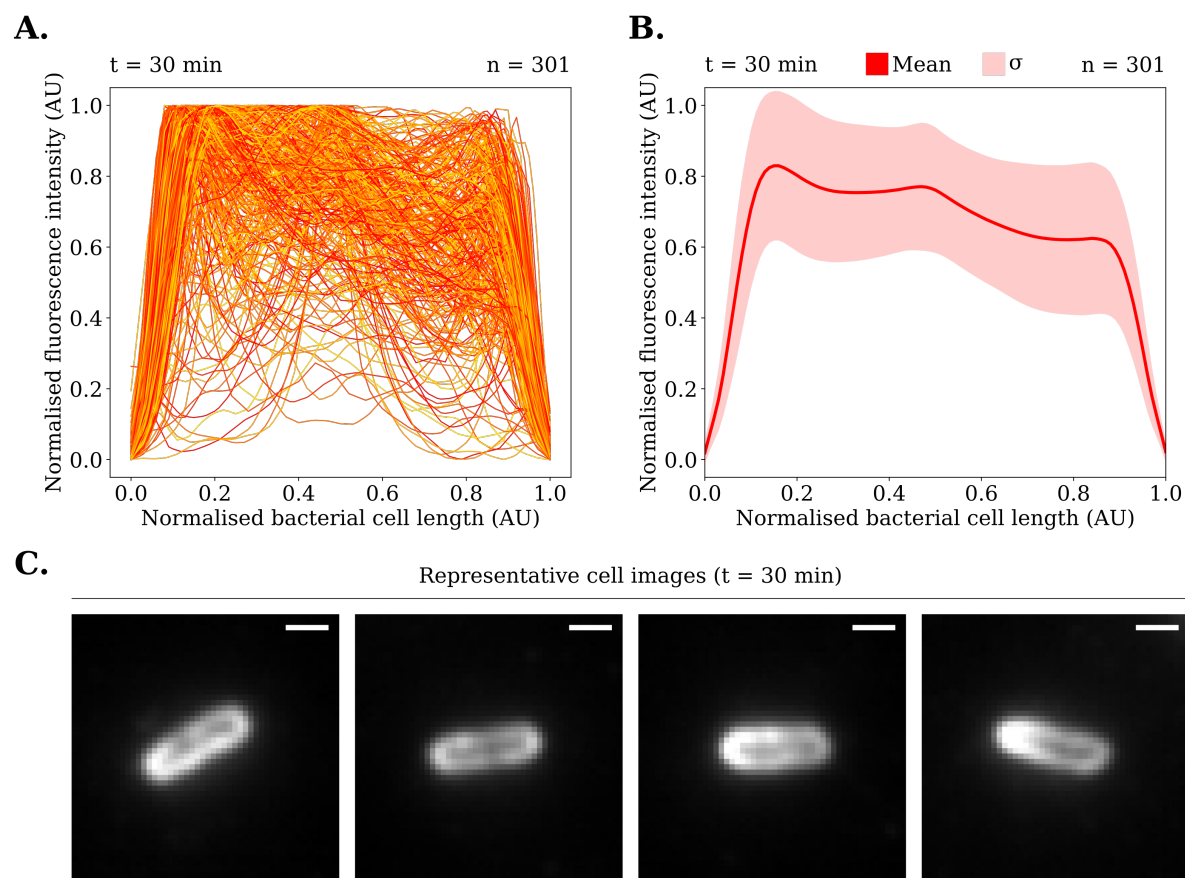 A.
t = 30 min n = 301
Normalised fluorescence intensity (AU)
1.0
0.8
0.6
0.4
0.2
0.0
0.0 0.2 0.4 0.6 0.8 1.0
Normalised bacterial cell length (AU)
B.
t = 30 min Mean σ n = 301
Normalised fluorescence intensity (AU)
1.0
0.8
0.6
0.4
0.2
0.0
0.0 0.2 0.4 0.6 0.8 1.0
Normalised bacterial cell length (AU)
C.
Representative cell images (t = 30 min)